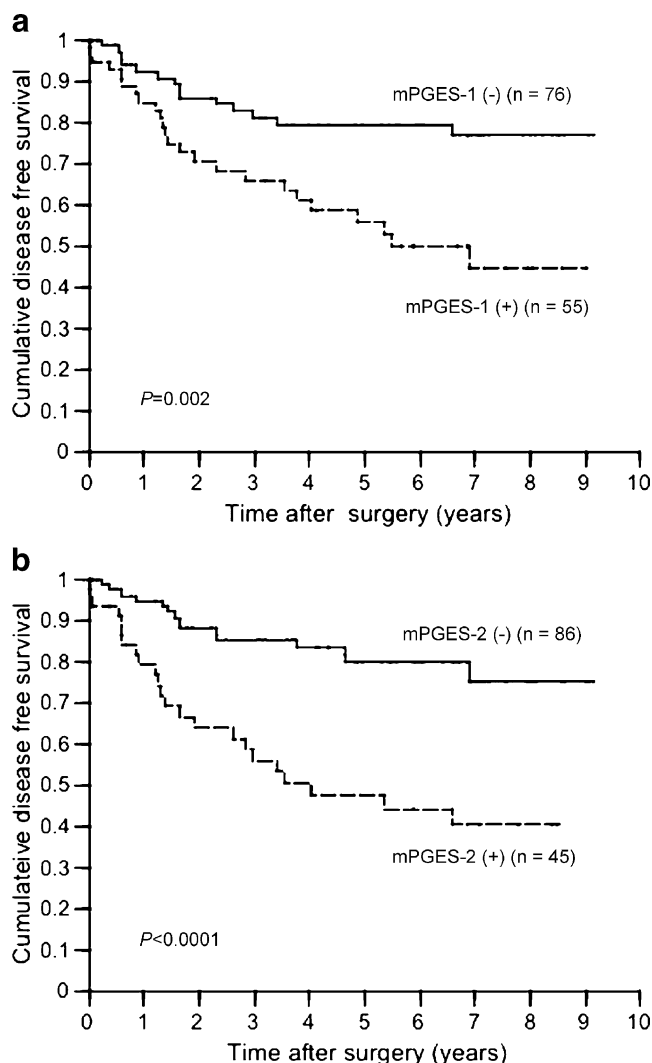 a
Cumulative disease free survival
1
0.9
0.8
0.7
0.6
0.5
0.4
0.3
0.2
0.1
0
mPGES-1 (-) (n = 76)
mPGES-1 (+) (n = 55)
P=0.002
0 1 2 3 4 5 6 7 8 9 10
Time after surgery (years)
b
Cumulateive disease free survival
1
0.9
0.8
0.7
0.6
0.5
0.4
0.3
0.2
0.1
0
mPGES-2 (-) (n = 86)
mPGES-2 (+) (n = 45)
P<0.0001
0 1 2 3 4 5 6 7 8 9 10
Time after surgery (years)